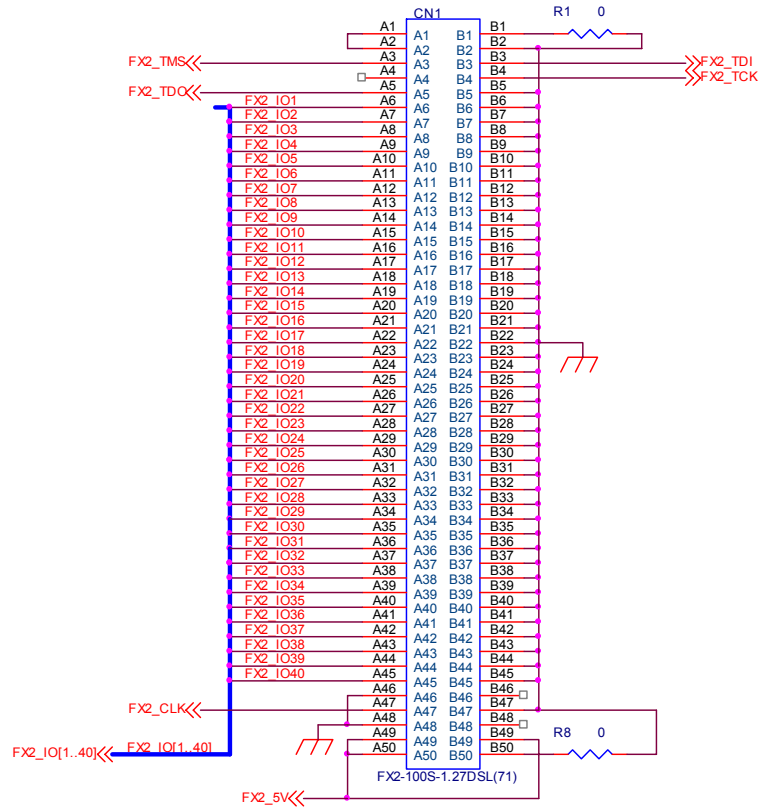 CN1 R1 0
A1 A1 B1 B1
A2 A2 B2 B2
FX2_TMS A3 A3 B3 B3 FX2_TDI
A4 A4 B4 B4 FX2_TCK
FX2_TDO A5 A5 B5 B5
FX2_IO1 A6 A6 B6 B6
FX2_IO2 A7 A7 B7 B7
FX2_IO3 A8 A8 B8 B8
FX2_IO4 A9 A9 B9 B9
FX2_IO5 A10 A10 B10 B10
FX2_IO6 A11 A11 B11 B11
FX2_IO7 A12 A12 B12 B12
FX2_IO8 A13 A13 B13 B13
FX2_IO9 A14 A14 B14 B14
FX2_IO10 A15 A15 B15 B15
FX2_IO11 A16 A16 B16 B16
FX2_IO12 A17 A17 B17 B17
FX2_IO13 A18 A18 B18 B18
FX2_IO14 A19 A19 B19 B19
FX2_IO15 A20 A20 B20 B20
FX2_IO16 A21 A21 B21 B21
FX2_IO17 A22 A22 B22 B22
FX2_IO18 A23 A23 B23 B23
FX2_IO19 A24 A24 B24 B24
FX2_IO20 A25 A25 B25 B25
FX2_IO21 A26 A26 B26 B26
FX2_IO22 A27 A27 B27 B27
FX2_IO23 A28 A28 B28 B28
FX2_IO24 A29 A29 B29 B29
FX2_IO25 A30 A30 B30 B30
FX2_IO26 A31 A31 B31 B31
FX2_IO27 A32 A32 B32 B32
FX2_IO28 A33 A33 B33 B33
FX2_IO29 A34 A34 B34 B34
FX2_IO30 A35 A35 B35 B35
FX2_IO31 A36 A36 B36 B36
FX2_IO32 A37 A37 B37 B37
FX2_IO33 A38 A38 B38 B38
FX2_IO34 A39 A39 B39 B39
FX2_IO35 A40 A40 B40 B40
FX2_IO36 A41 A41 B41 B41
FX2_IO37 A42 A42 B42 B42
FX2_IO38 A43 A43 B43 B43
FX2_IO39 A44 A44 B44 B44
FX2_IO40 A45 A45 B45 B45
A46 A46 B46 B46
FX2_CLK A47 A47 B47 B47
A48 A48 B48 B48
A49 A49 B49 B49 R8 0
FX2_IO[1..40] FX2_IO[1..40] A50 A50 B50 B50
FX2-100S-1.27DSL(71)
FX2_5V